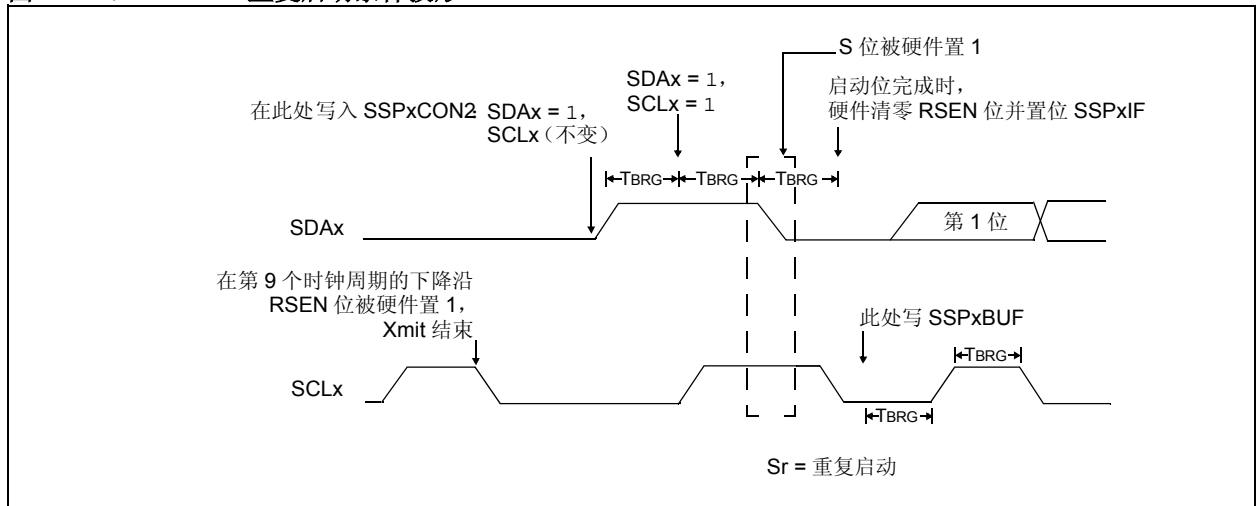 S 位被硬件置 1
SDAx = 1,
SCLx = 1
启动位完成时,
硬件清零 RSEN 位并置位 SSPxIF
在此处写入 SSPxCON2
SDAx = 1,
SCLx（不变）
TBRG
TBRG
TBRG
SDAx
第 1 位
在第 9 个时钟周期的下降沿
RSEN 位被硬件置 1,
Xmit 结束
此处写 SSPxBUF
TBRG
SCLx
TBRG
Sr = 重复启动